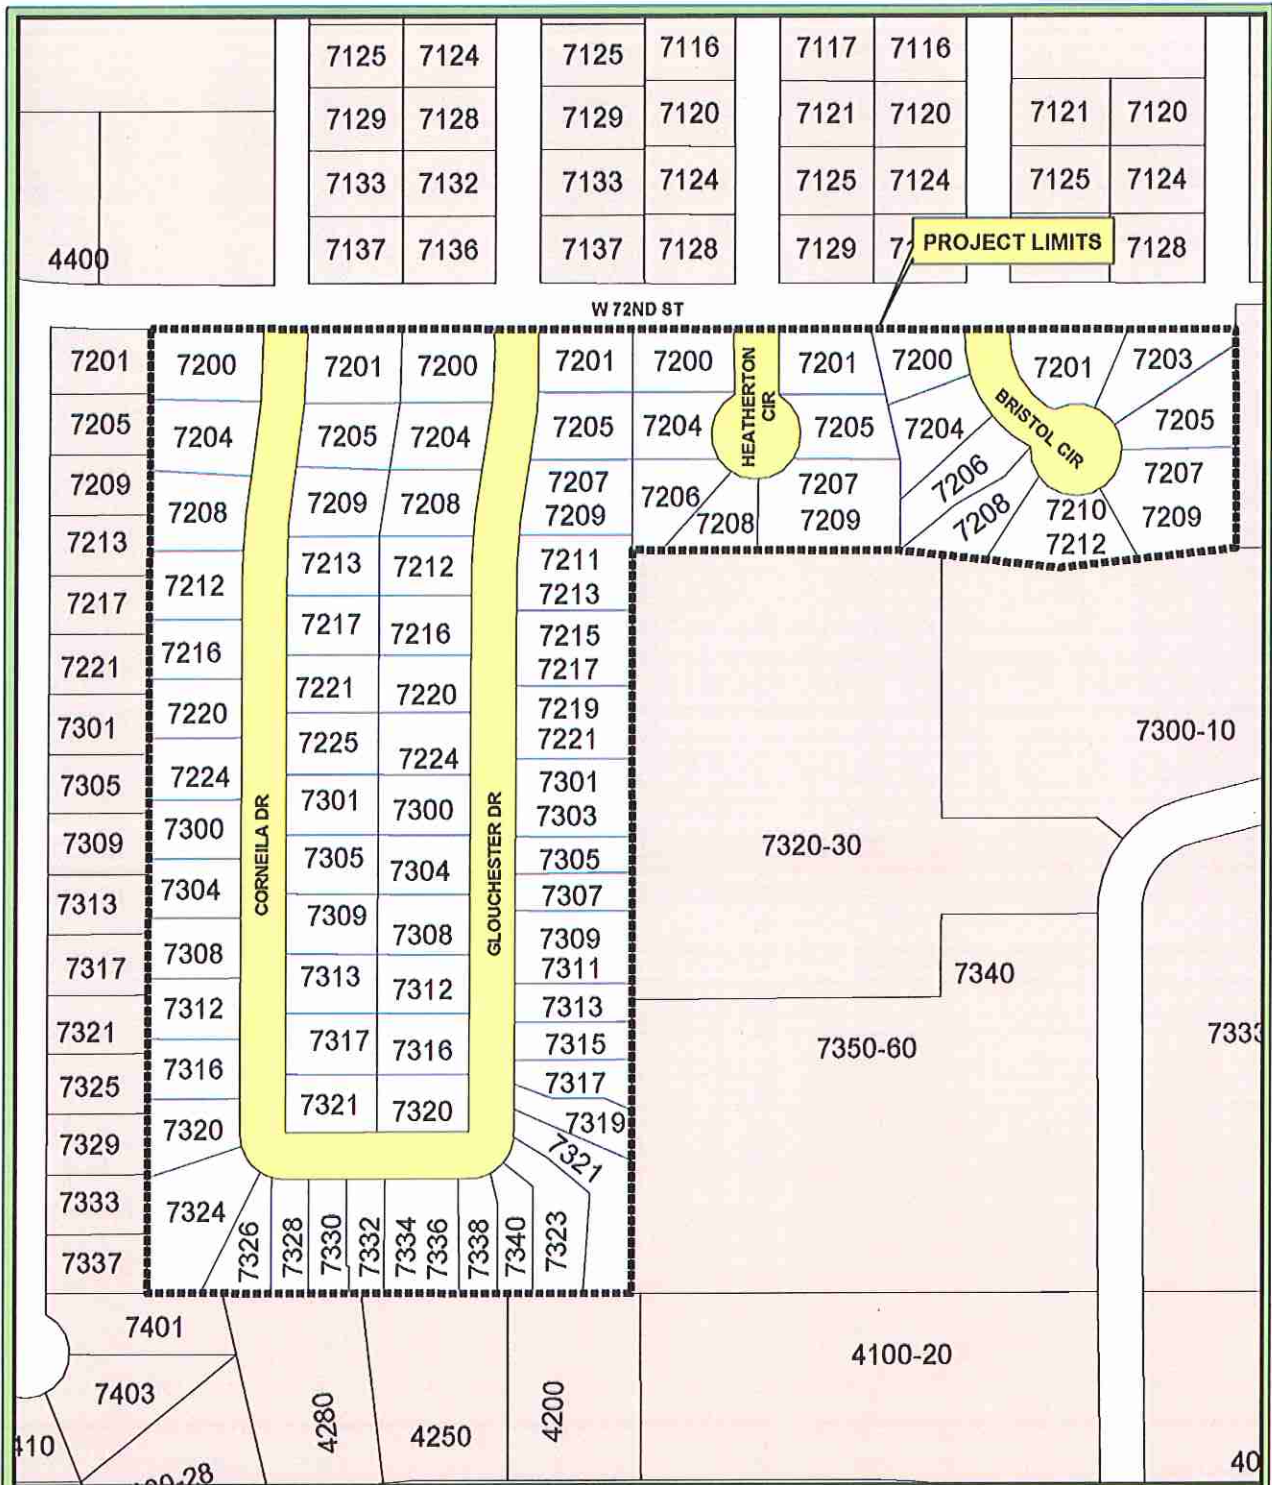 7125 7124 7125 7116 7117 7116
7129 7128 7129 7120 7121 7120 7121 7120
7133 7132 7133 7124 7125 7124 7125 7124
4400 7137 7136 7137 7128 7129 PROJECT LIMITS 7128
W 72ND ST
7201 7200 7201 7200 7201 7200 7201 7200 7201 7203
HEATHERTON
CIR
BRISTOL CIR
7205 7204 7205 7204 7205 7204 7205 7204 7205
7209 7208 7209 7208 7207 7206 7207 7206 7207
7209 7208 7209 7208 7210 7209
7212
7213 7212 7213 7212 7211
7213
7217 7216 7217 7216 7215
7217
7221 7220 7221 7220 7219
7221
7301 7224 7225 7224 7301 7300-10
7303
7305 7300 7301 7300 7305 7320-30
CORNEILA DR
GLOUCHESTER DR
7309 7304 7305 7304 7307
7313 7308 7309 7308 7309
7311
7317 7312 7313 7312 7313 7340
7321 7316 7317 7316 7315 7350-60
7325 7320 7321 7320 7317
7329 7319
7321
7333 7324 7326 7328 7330 7332 7334 7336 7338 7340 7323
7337
7401
7403 4280 4250 4200 4100-20